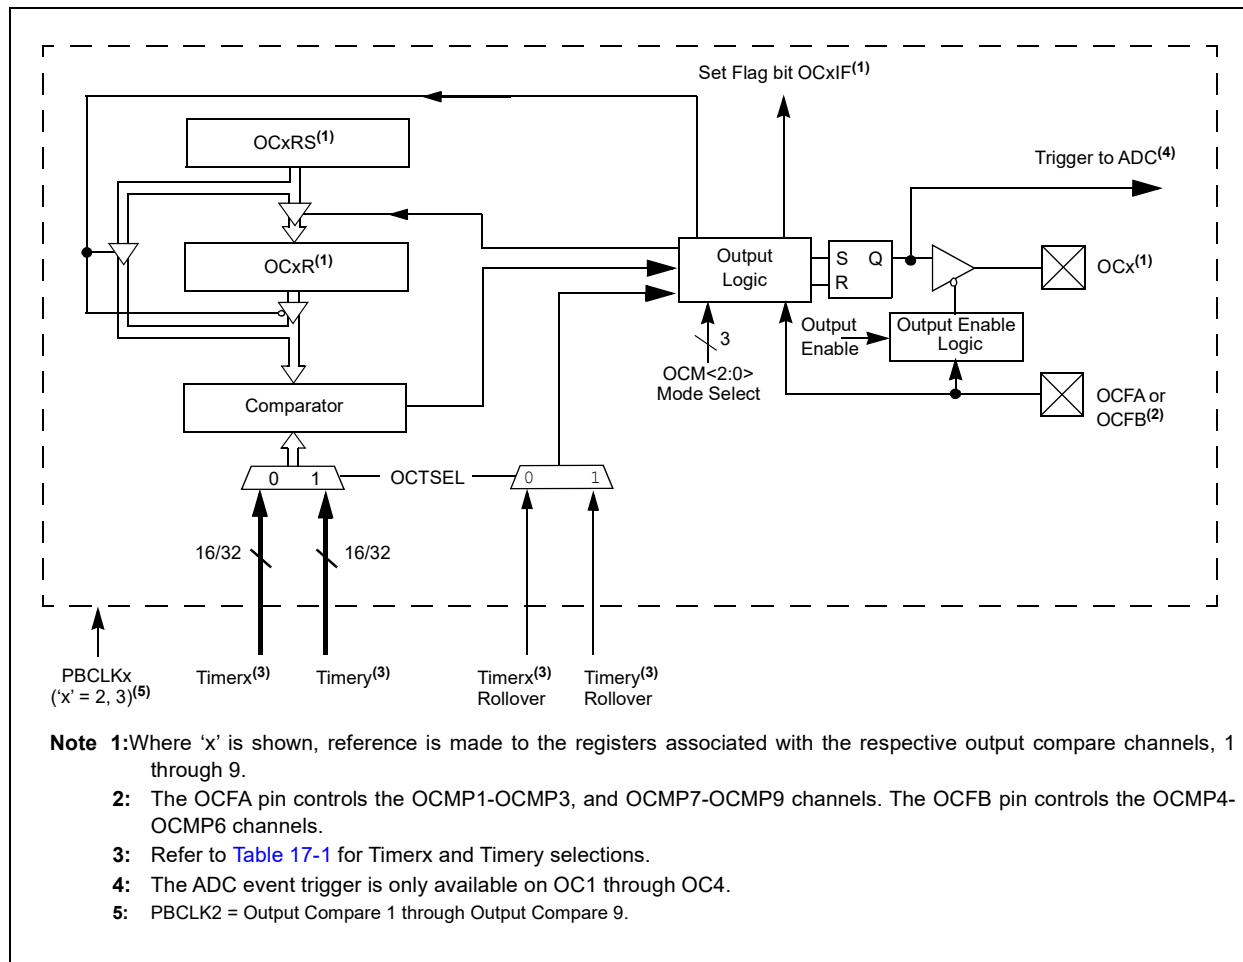 Set Flag bit OCxIF(1)
OCxRS(1)
Trigger to ADC(4)
OCxR(1)
Output
Logic
S Q
R
OCx(1)
Output
Enable
Output Enable
Logic
3
OCM<2:0>
Mode Select
Comparator
OCFA or
OCFB(2)
0 1
OCTSEL
0 1
16/32
16/32
PBCLKx
('x' = 2, 3)(5)
Timerx(3)
Timery(3)
Timerx(3)
Rollover
Timery(3)
Rollover
Note 1:Where 'x' is shown, reference is made to the registers associated with the respective output compare channels, 1
through 9.
2: The OCFA pin controls the OCMP1-OCMP3, and OCMP7-OCMP9 channels. The OCFB pin controls the OCMP4-
OCMP6 channels.
3: Refer to Table 17-1 for Timerx and Timery selections.
4: The ADC event trigger is only available on OC1 through OC4.
5: PBCLK2 = Output Compare 1 through Output Compare 9.